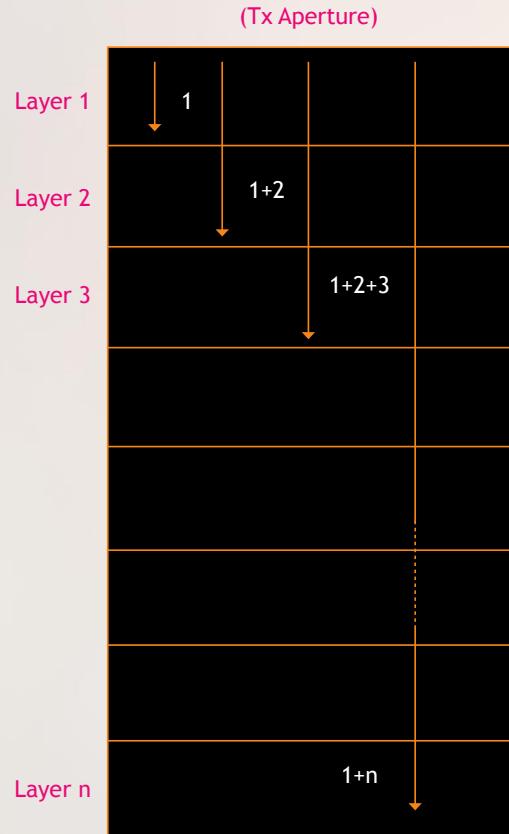 (Tx Aperture)
Layer 1
1
Layer 2
1+2
Layer 3
1+2+3
1+n
Layer n